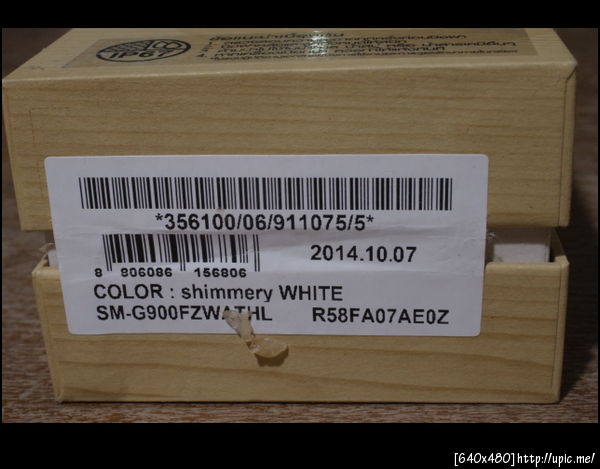 IP67
*356100/06/911075/5*
2014.10.07
8 806086 156806
COLOR : shimmery WHITE
SM-G900FZWATHL R58FA07AE0Z
[640x480]http://upic.me/